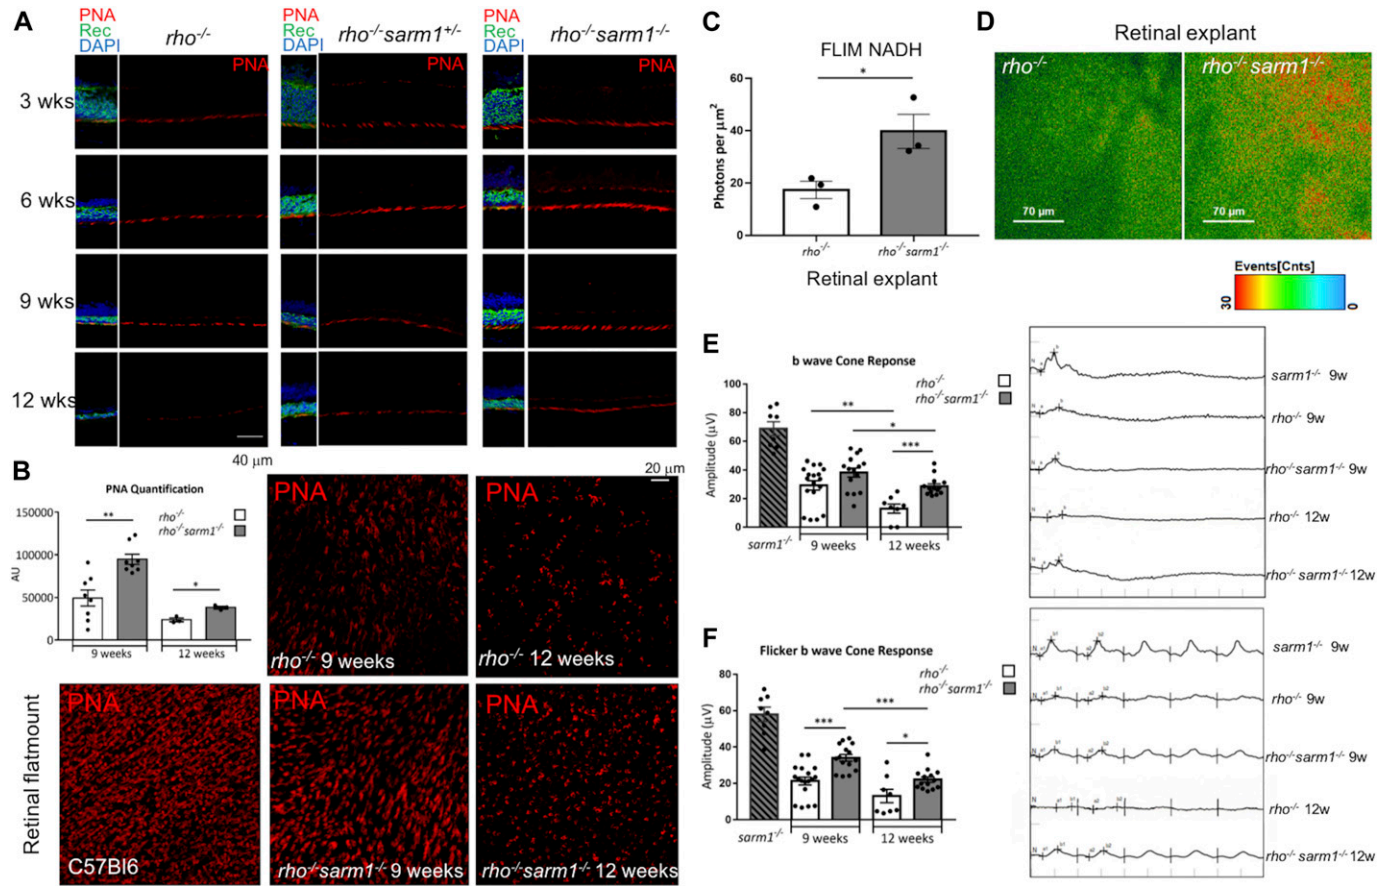 A
PNA
Rec
DAPI
rho-/-
PNA
Rec
DAPI
rho-/-sarm1+/-
PNA
Rec
DAPI
rho-/-sarm1-/-
PNA
PNA
PNA
3 wks
6 wks
9 wks
12 wks
40 µm
B
PNA Quantification
rho-/-
rho-/-sarm1-/-
AU
150000
100000
50000
0
**
*
9 weeks
12 weeks
PNA
rho-/- 9 weeks
20 µm
PNA
rho-/- 12 weeks
Retinal flatmount
PNA
C57Bl6
PNA
rho-/-sarm1-/- 9 weeks
PNA
rho-/-sarm1-/- 12 weeks
C
FLIM NADH
Photons per µm2
60
40
20
0
*
rho-/-
rho-/-sarm1-/-
Retinal explant
D
Retinal explant
rho-/-
70 µm
rho-/- sarm1-/-
70 µm
Events[Cnts]
30
0
E
b wave Cone Reponse
rho-/-
rho-/-sarm1-/-
Amplitude (µV)
100
80
60
40
20
0
**
*
***
sarm1-/-
9 weeks
12 weeks
sarm1-/- 9w
rho-/- 9w
rho-/-sarm1-/- 9w
rho-/- 12w
rho-/- sarm1-/- 12w
F
Flicker b wave Cone Response
rho-/-
rho-/-sarm1-/-
Amplitude (µV)
80
60
40
20
0
***
***
*
sarm1-/-
9 weeks
12 weeks
sarm1-/- 9w
rho-/- 9w
rho-/-sarm1-/- 9w
rho-/- 12w
rho-/- sarm1-/- 12w